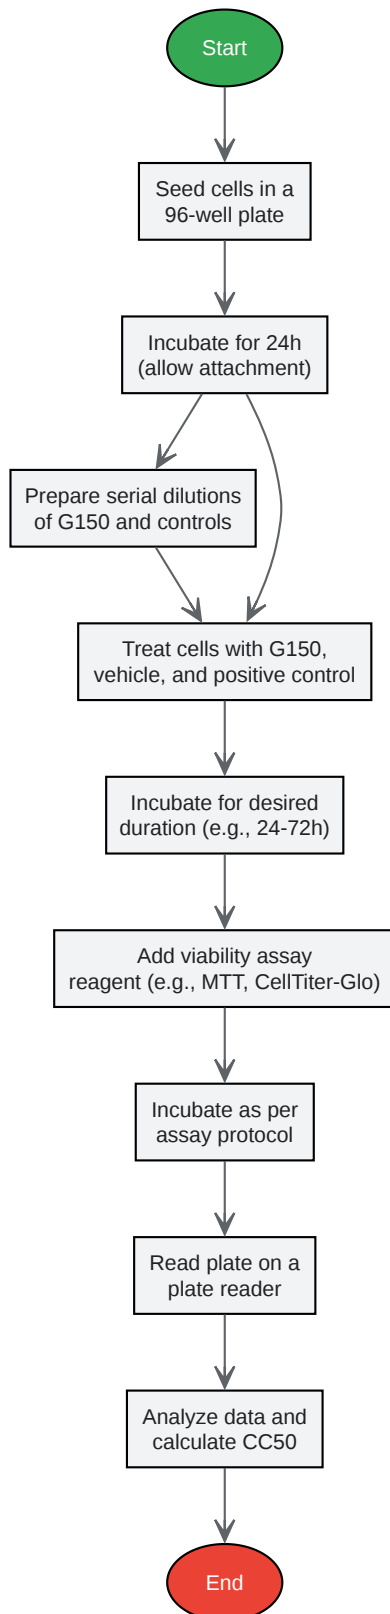 Start
Seed cells in a
96-well plate
Incubate for 24h
(allow attachment)
Prepare serial dilutions
of G150 and controls
Treat cells with G150,
vehicle, and positive control
Incubate for desired
duration (e.g., 24-72h)
Add viability assay
reagent (e.g., MTT, CellTiter-Glo)
Incubate as per
assay protocol
Read plate on a
plate reader
Analyze data and
calculate CC50
End